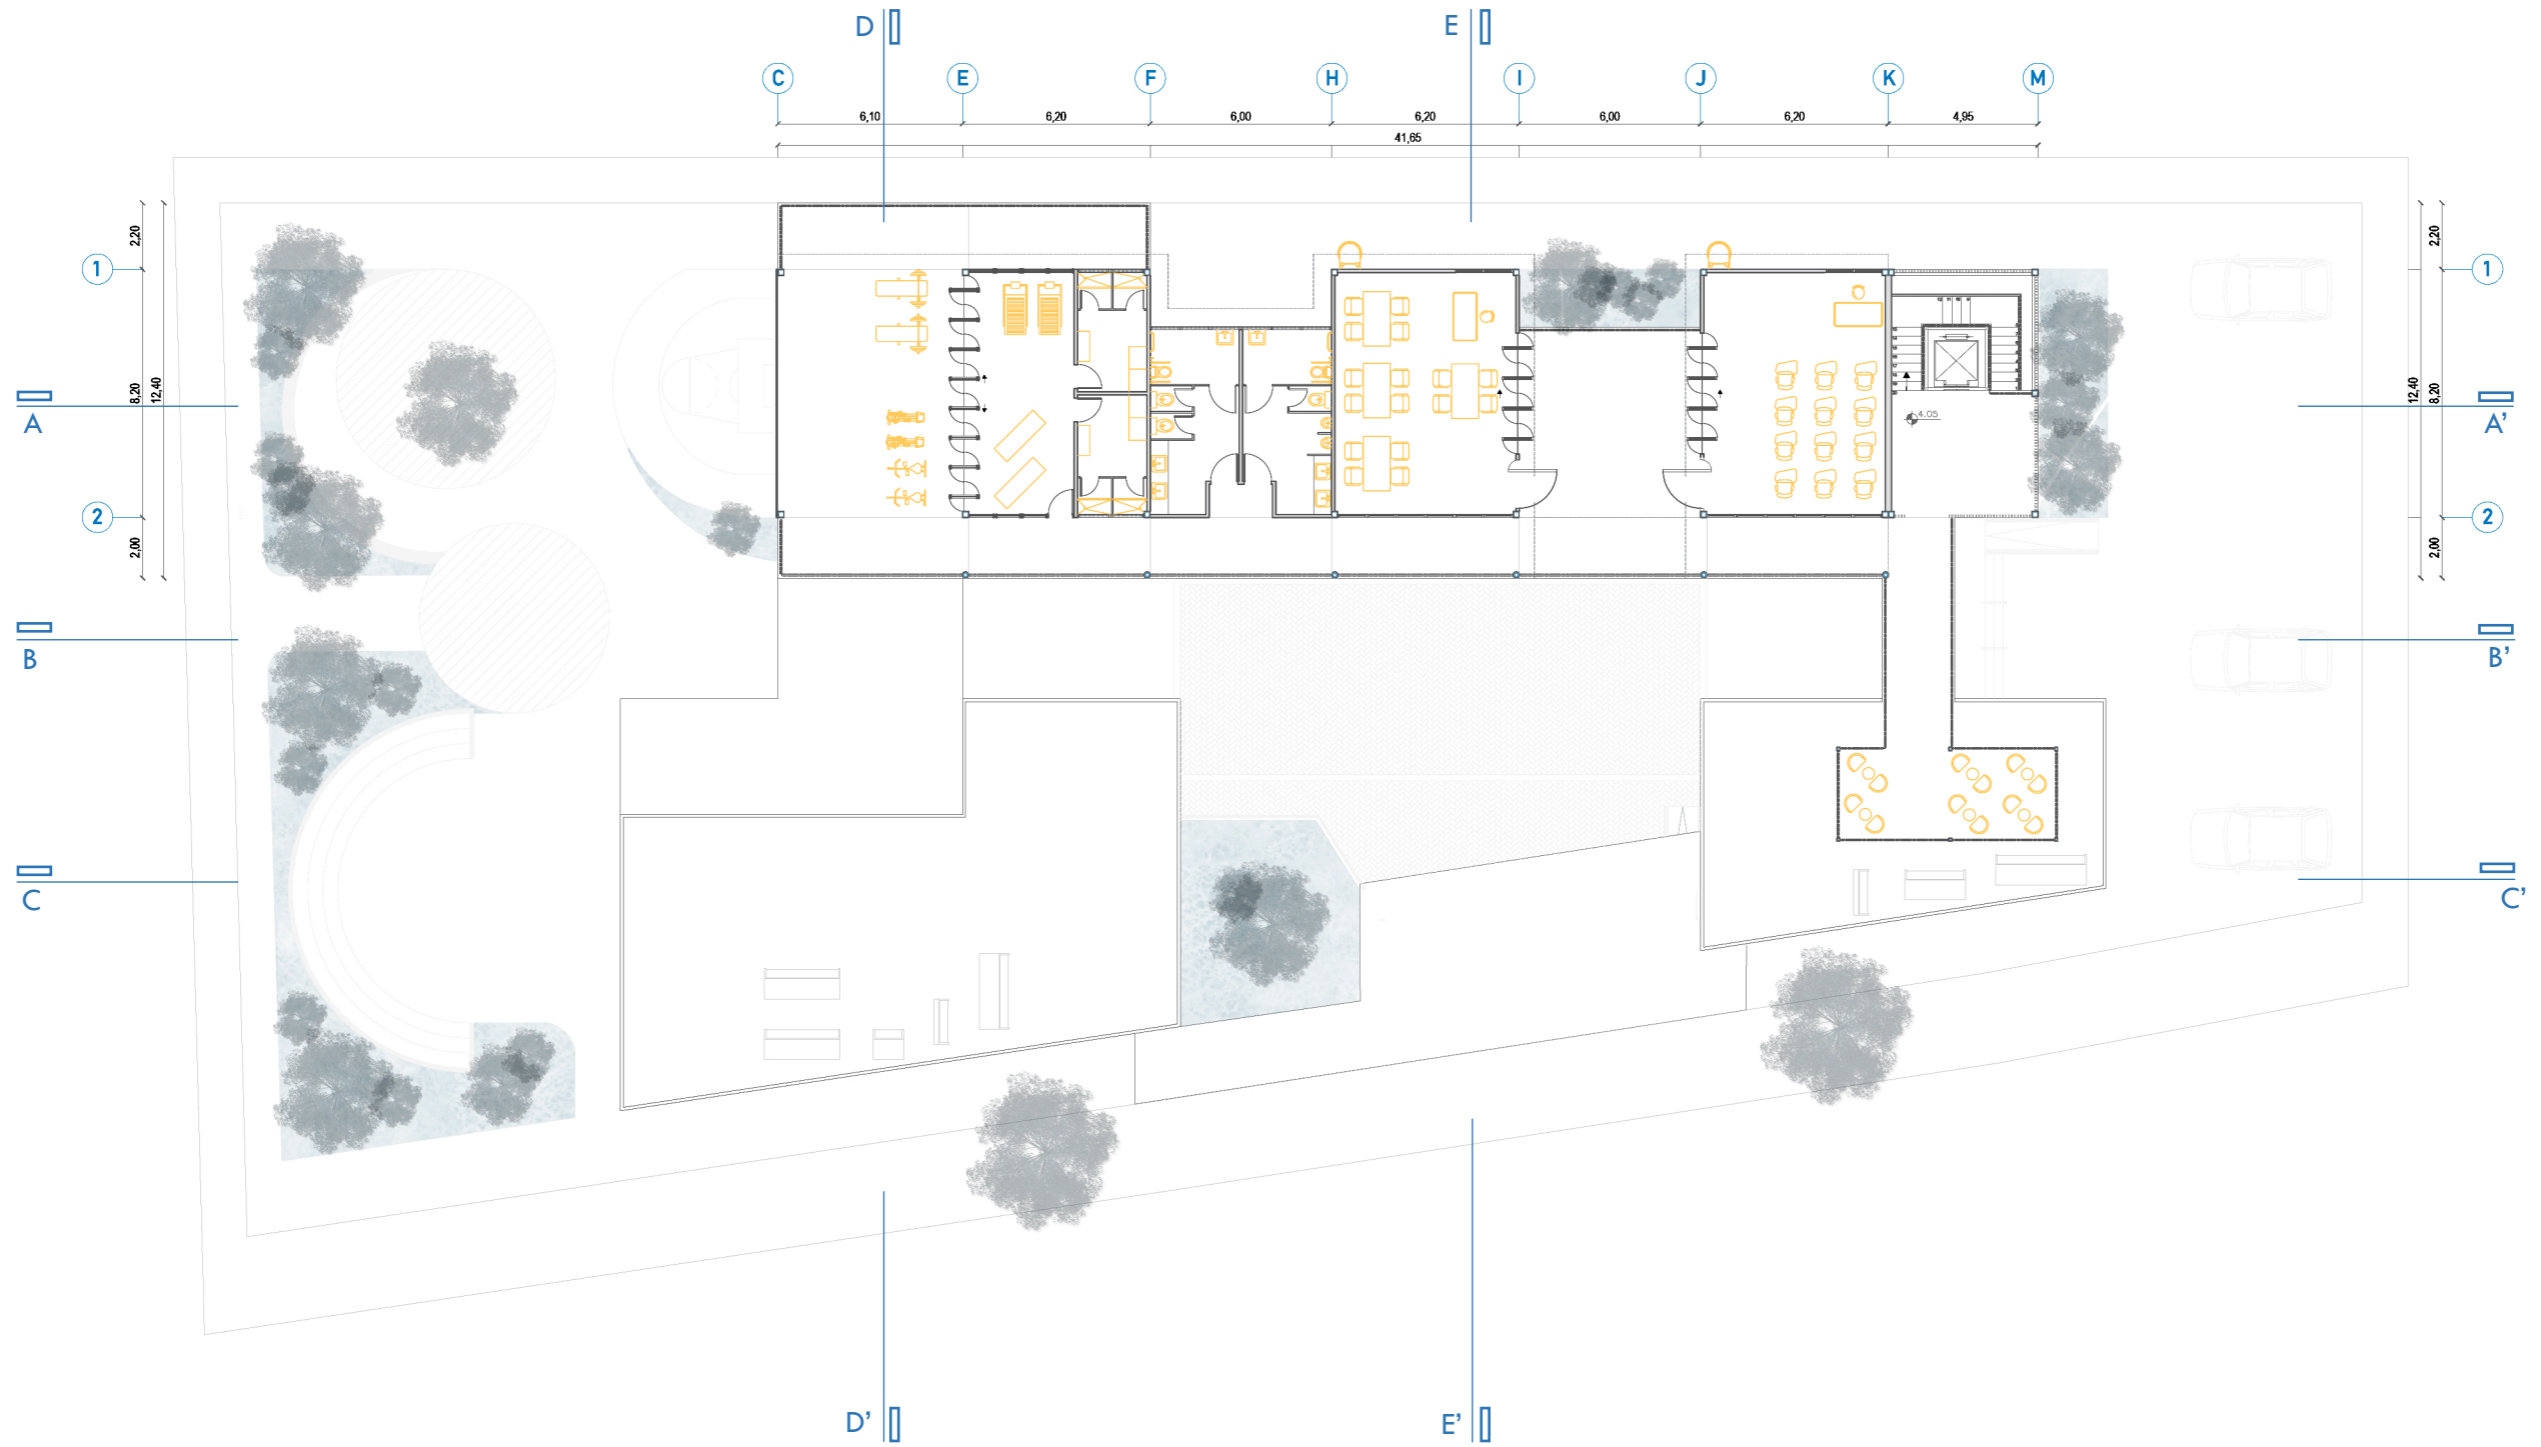 D E
C E F H I J K M
6,10 6,20 6,00 6,20 6,00 6,20 4,95
41,65
2,20 2,20
1 1
8,20 12,40 12,40 8,20
A A’
4.05
2 2
2,00 2,00
B B’
C C’
D’ E’